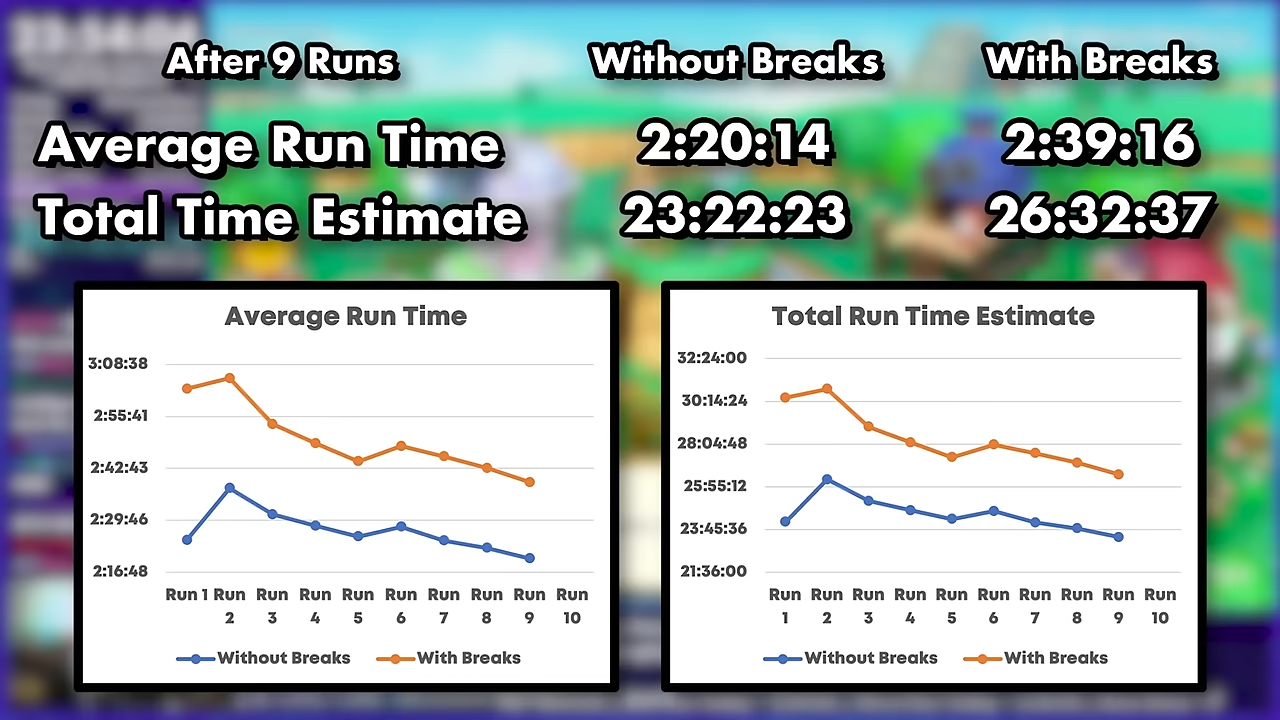 After 9 Runs Without Breaks With Breaks
Average Run Time 2:20:14 2:39:16
Total Time Estimate 23:22:23 26:32:37
Average Run Time
3:08:38
2:55:41
2:42:43
2:29:46
2:16:48
Run 1 Run Run Run Run Run Run Run Run Run
2 3 4 5 6 7 8 9 10
Without Breaks With Breaks
Total Run Time Estimate
32:24:00
30:14:24
28:04:48
25:55:12
23:45:36
21:36:00
Run Run Run Run Run Run Run Run Run Run
1 2 3 4 5 6 7 8 9 10
Without Breaks With Breaks